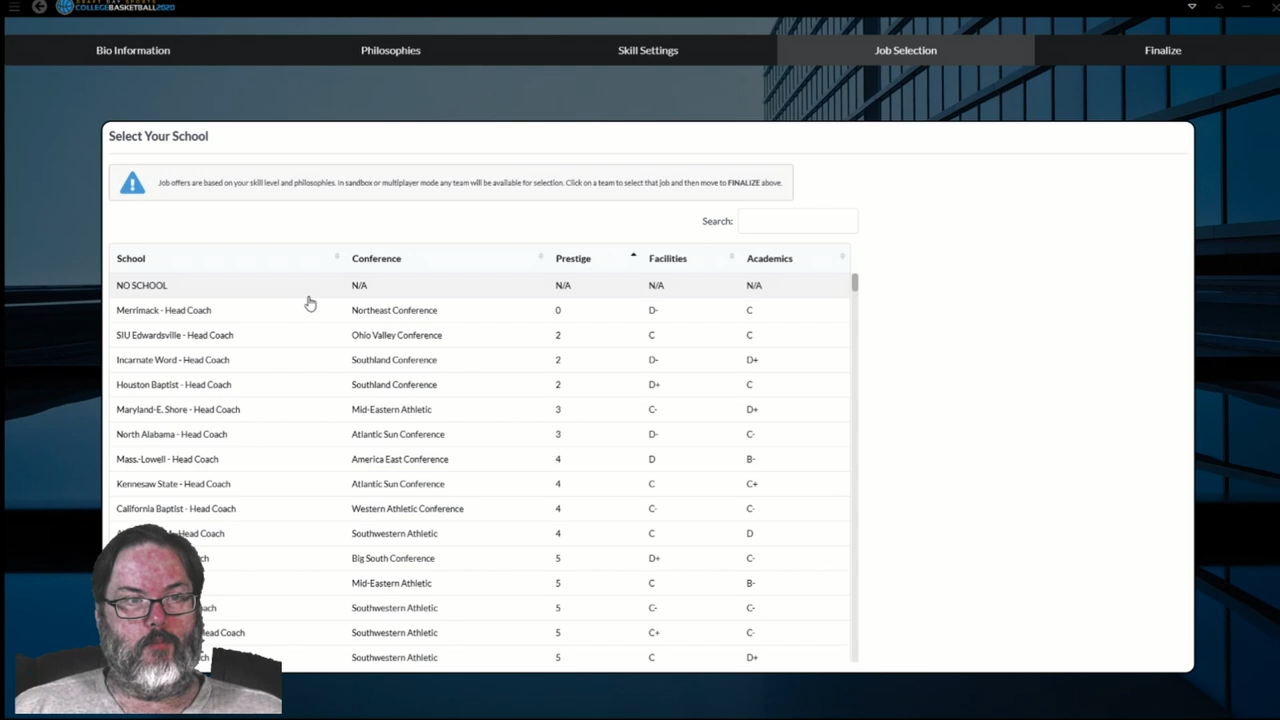 DRAFT DAY SPORTS
COLLEGE BASKETBALL 2020
Bio Information Philosophies Skill Settings Job Selection Finalize
Select Your School
Job offers are based on your skill level and philosophies. In sandbox or multiplayer mode any team will be available for selection. Click on a team to select that job and then move to FINALIZE above.
Search:
School Conference Prestige Facilities Academics
NO SCHOOL N/A N/A N/A N/A
Merrimack - Head Coach Northeast Conference 0 D- C
SIU Edwardsville - Head Coach Ohio Valley Conference 2 C C
Incarnate Word - Head Coach Southland Conference 2 D- D+
Houston Baptist - Head Coach Southland Conference 2 D+ C
Maryland-E. Shore - Head Coach Mid-Eastern Athletic 3 C- D+
North Alabama - Head Coach Atlantic Sun Conference 3 D- C-
Mass.-Lowell - Head Coach America East Conference 4 D B-
Kennesaw State - Head Coach Atlantic Sun Conference 4 C C+
California Baptist - Head Coach Western Athletic Conference 4 C- C-
Head Coach Southwestern Athletic 4 C D
Big South Conference 5 D+ C-
Mid-Eastern Athletic 5 C B-
Southwestern Athletic 5 C- C-
Head Coach Southwestern Athletic 5 C+ C-
Southwestern Athletic 5 C D+